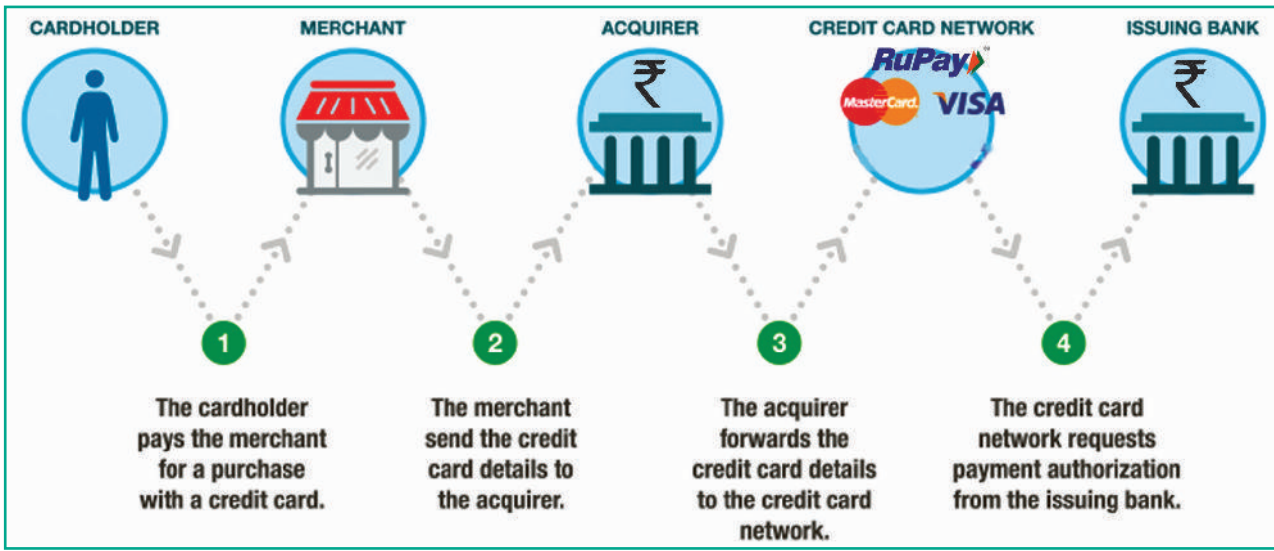 CARDHOLDER
MERCHANT
ACQUIRER
CREDIT CARD NETWORK
ISSUING BANK
₹
RuPay
™
MasterCard.
VISA
₹
1
2
3
4
The cardholder
pays the merchant
for a purchase
with a credit card.
The merchant
send the credit
card details to
the acquirer.
The acquirer
forwards the
credit card details
to the credit card
network.
The credit card
network requests
payment authorization
from the issuing bank.